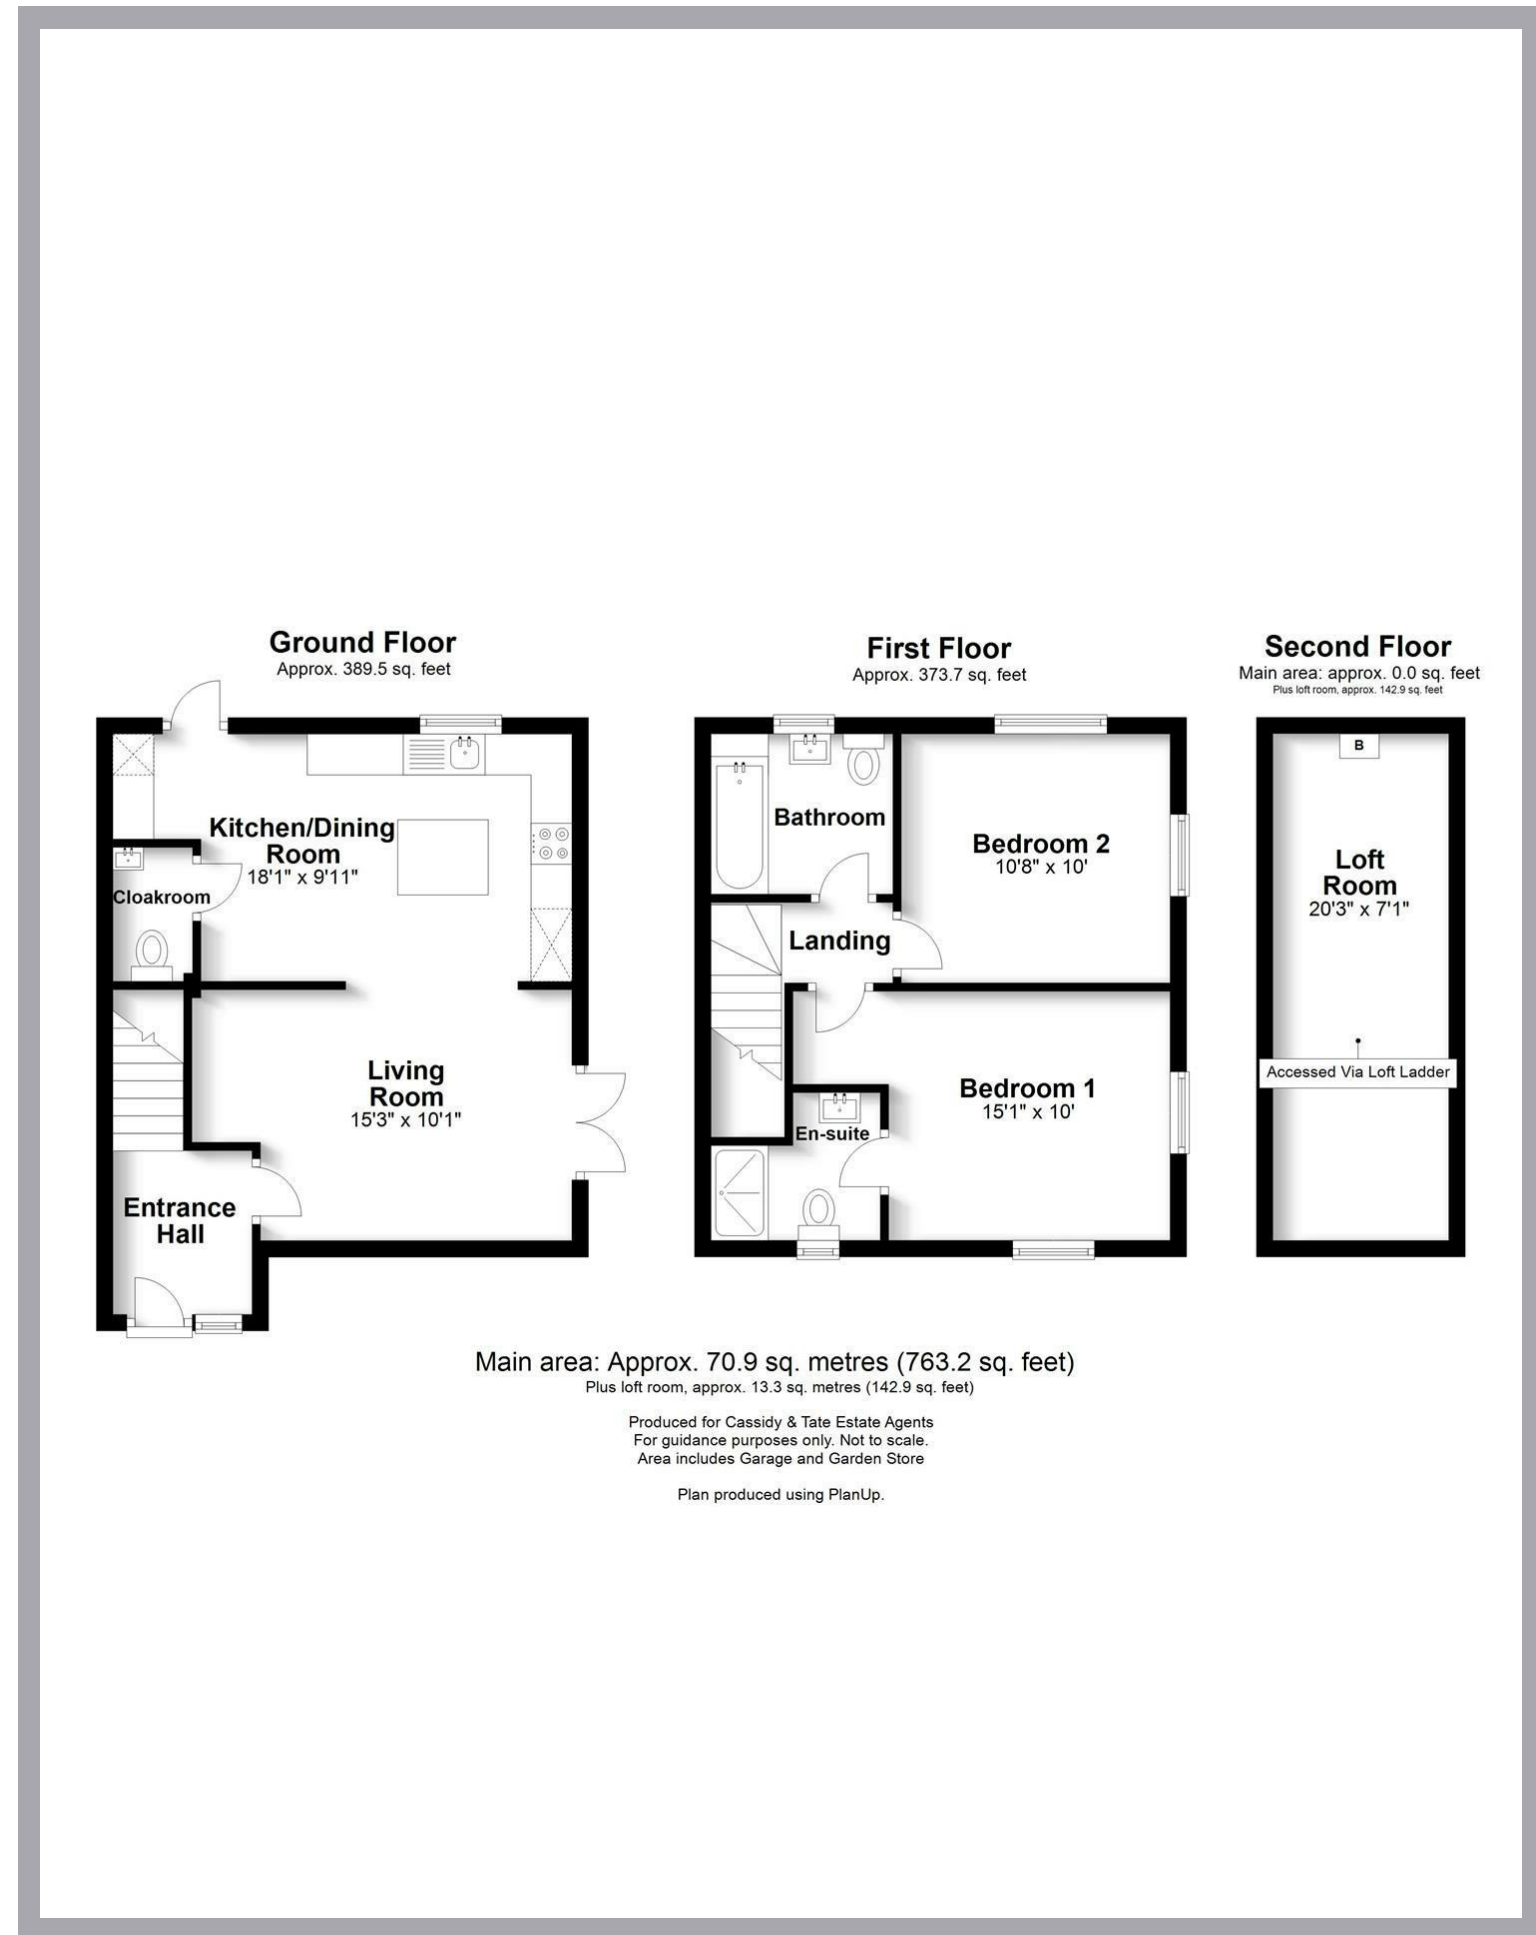 Ground Floor
Approx. 389.5 sq. feet
Kitchen/Dining
Room
18'1" x 9'11"
Cloakroom
Living
Room
15'3" x 10'1"
Entrance
Hall
First Floor
Approx. 373.7 sq. feet
Bathroom
Bedroom 2
10'8" x 10'
Landing
Bedroom 1
15'1" x 10'
En-suite
Second Floor
Main area: approx. 0.0 sq. feet
Plus loft room, approx. 142.9 sq. feet
B
Loft
Room
20'3" x 7'1"
Accessed Via Loft Ladder
Main area: Approx. 70.9 sq. metres (763.2 sq. feet)
Plus loft room, approx. 13.3 sq. metres (142.9 sq. feet)
Produced for Cassidy & Tate Estate Agents
For guidance purposes only. Not to scale.
Area includes Garage and Garden Store
Plan produced using PlanUp.